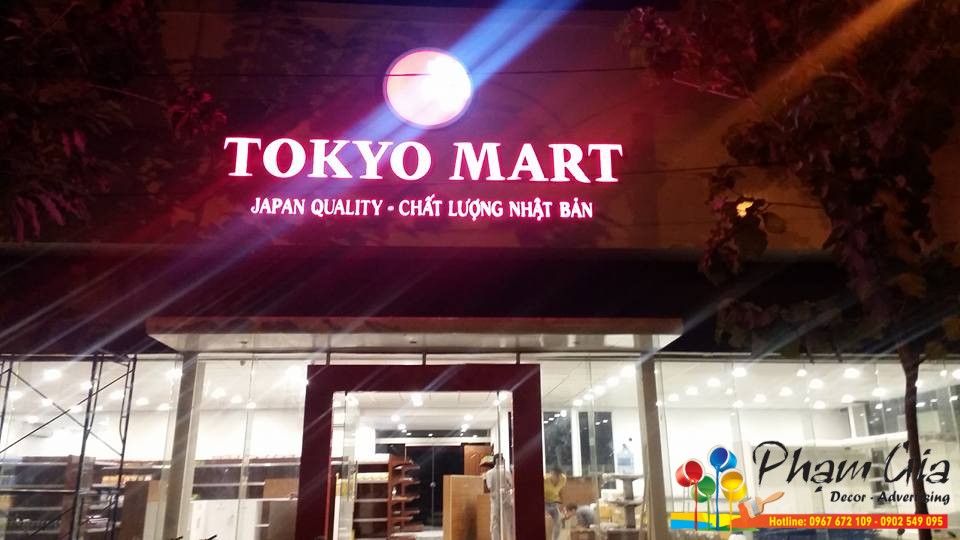 TOKYO MART
JAPAN QUALITY - CHẤT LƯỢNG NHẬT BẢN
Phạm Gia
Decor - Advertising
Hotline: 0967 672 109 - 0902 549 095